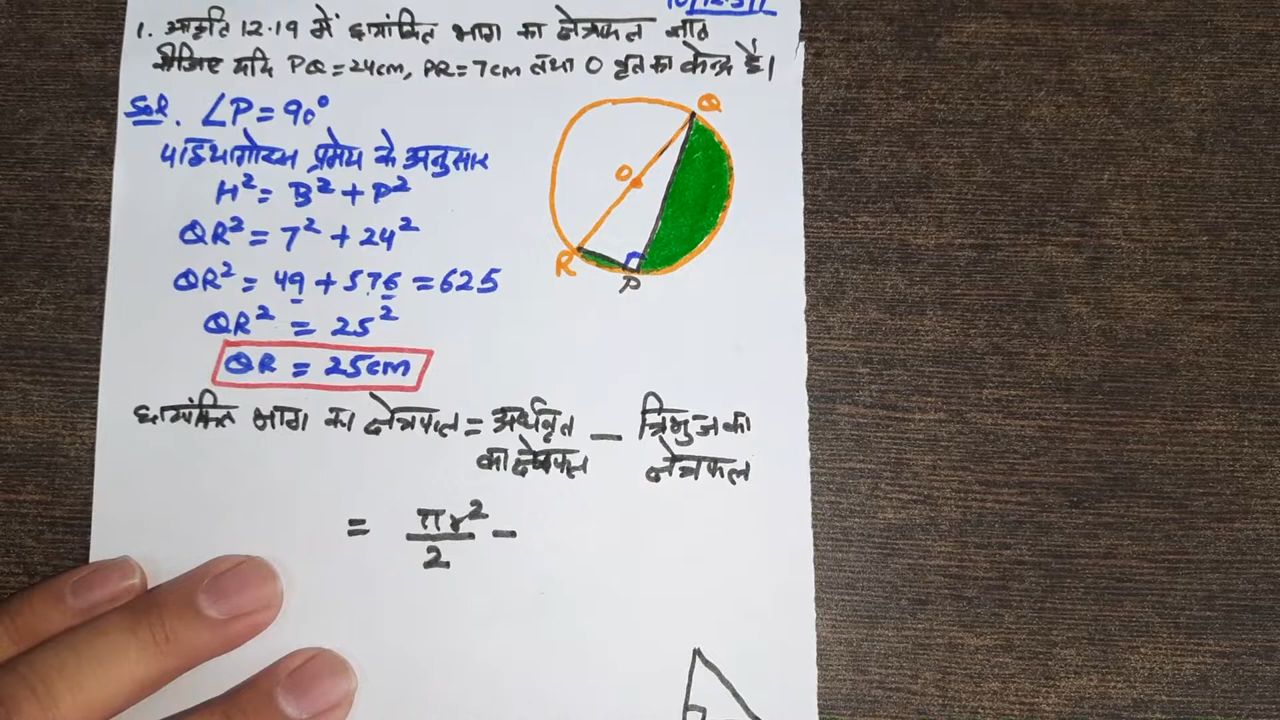 1. आकृति 12.19 में छायांकित भाग का क्षेत्रफल ज्ञात
कीजिए यदि PQ = 24cm, PR = 7cm तथा O वृत का केन्द्र है।
Sol. ∠P = 90°
पाइथागोरस प्रमेय के अनुसार
H² = B² + P²
QR² = 7² + 24²
QR² = 49 + 576 = 625
QR² = 25²
QR = 25cm
Q
O
R
P
छायांकित भाग का क्षेत्रफल = अर्धवृत का क्षेत्रफल − त्रिभुज का क्षेत्रफल
= πr²/2 −